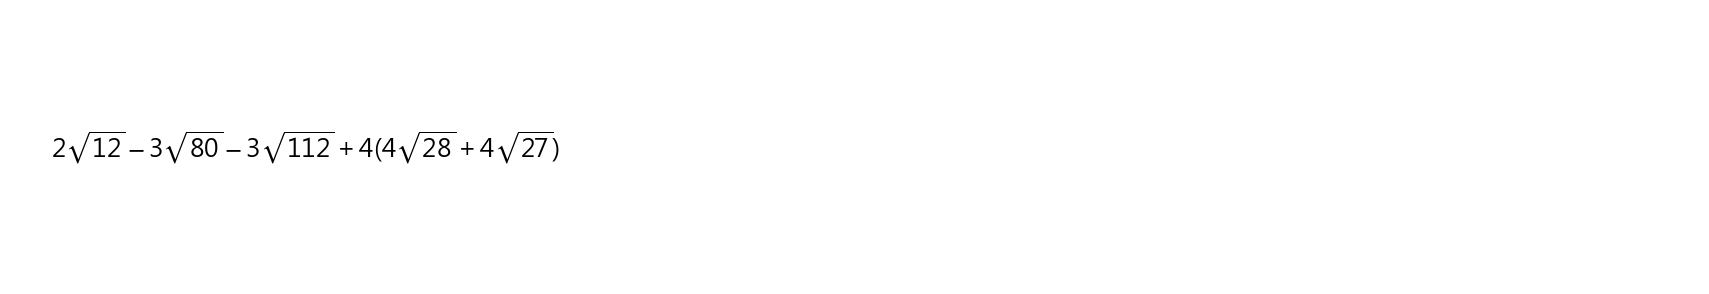 2√12 – 3√80 – 3√112 + 4(4√28 + 4√27)